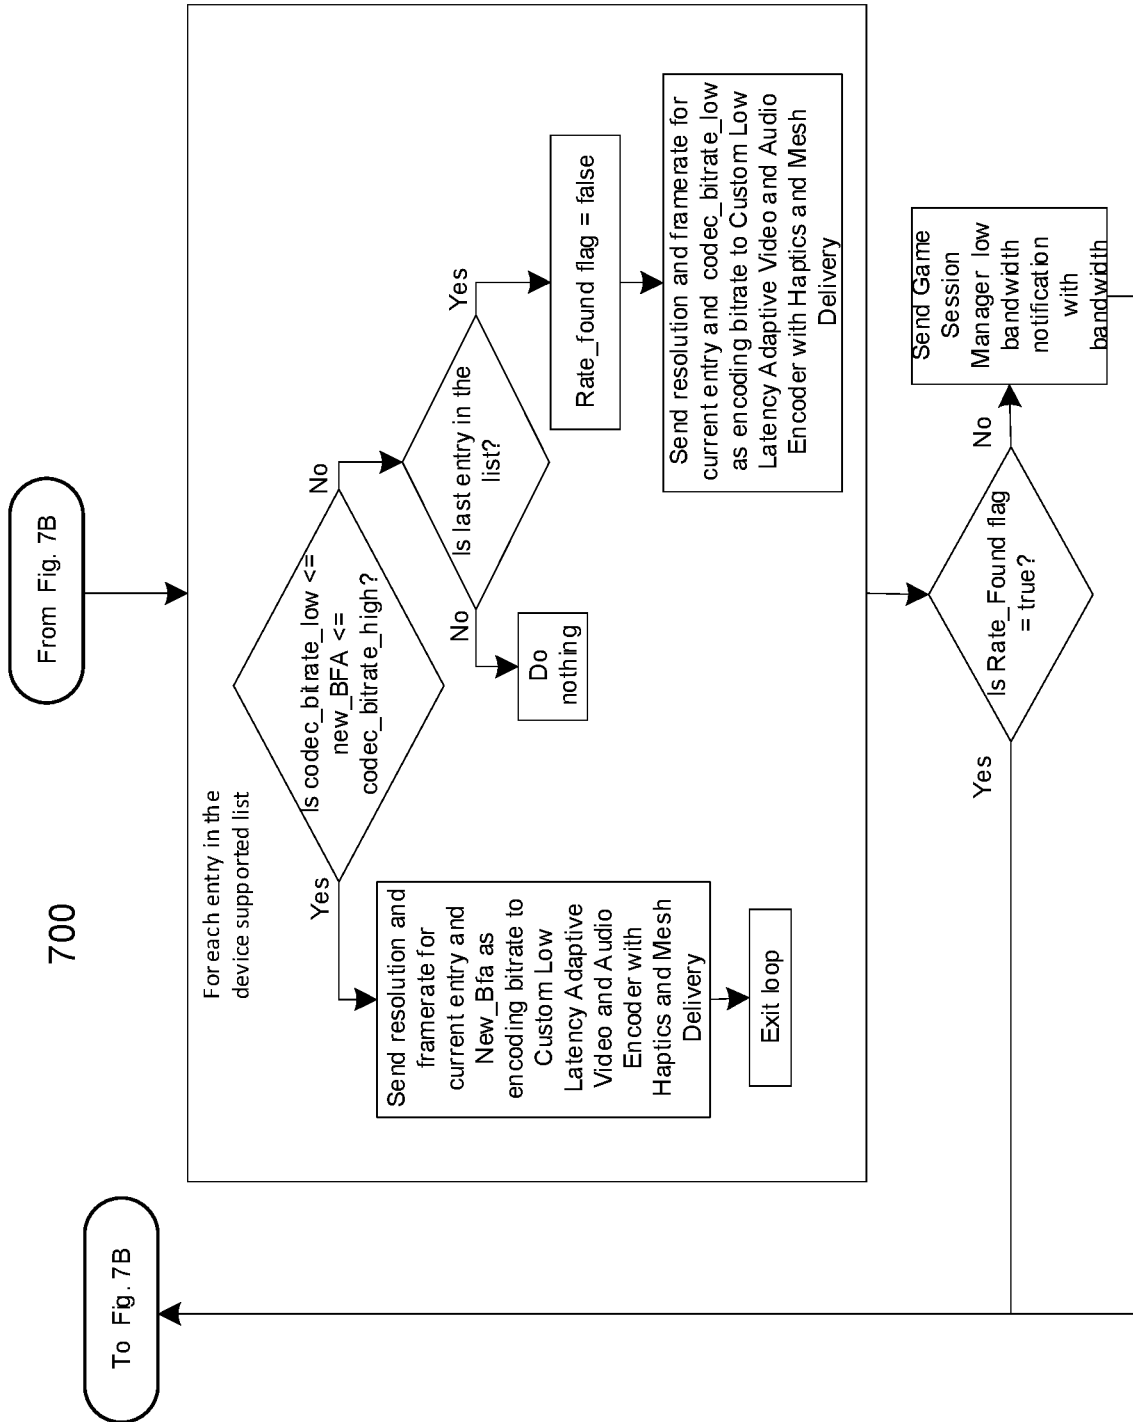 700
From Fig. 7B
To Fig. 7B
For each entry in the
device supported list
Is codec_bitrate_low <=
new_BFA <=
codec_bitrate_high?
Yes
No
Send resolution and
framerate for
current entry and
New_Bfa as
encoding bitrate to
Custom Low
Latency Adaptive
Video and Audio
Encoder with
Haptics and Mesh
Delivery
Exit loop
Is last entry in the
list?
No
Yes
Do
nothing
Rate_found flag = false
Send resolution and framerate for
current entry and codec_bitrate_low
as encoding bitrate to Custom Low
Latency Adaptive Video and Audio
Encoder with Haptics and Mesh
Delivery
Is Rate_Found flag
= true?
Yes
No
Send Game
Session
Manager low
bandwidth
notification
with
bandwidth